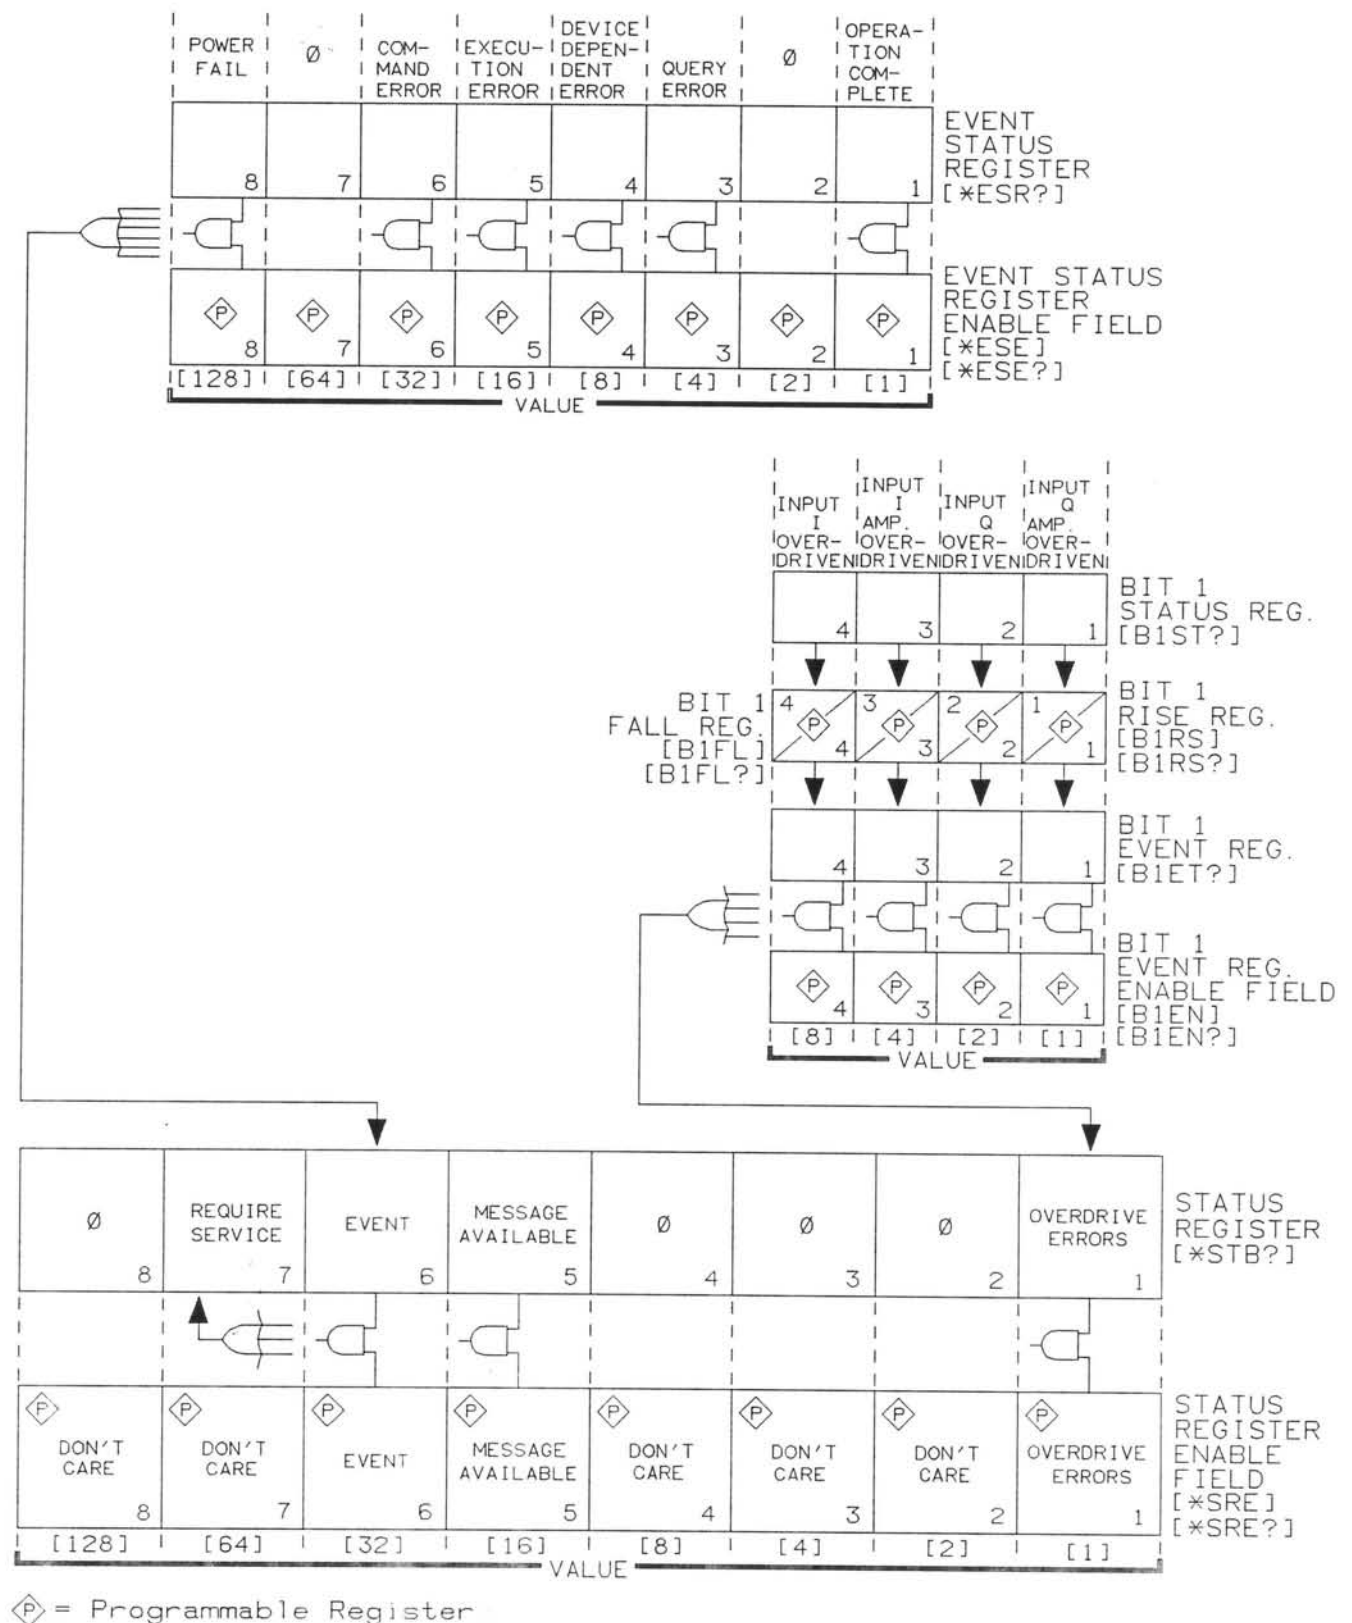 POWER
FAIL
Ø
COM-
MAND
ERROR
EXECU-
TION
ERROR
DEVICE
DEPEN-
DENT
ERROR
QUERY
ERROR
Ø
OPERA-
TION
COM-
PLETE
8 7 6 5 4 3 2 1
EVENT
STATUS
REGISTER
[*ESR?]
P P P P P P P P
8 7 6 5 4 3 2 1
EVENT STATUS
REGISTER
ENABLE FIELD
[*ESE]
[*ESE?]
[128] [64] [32] [16] [8] [4] [2] [1]
VALUE
INPUT
I
OVER-
DRIVEN
INPUT
I
AMP.
OVER-
DRIVEN
INPUT
Q
OVER-
DRIVEN
INPUT
Q
AMP.
OVER-
DRIVEN
4 3 2 1
BIT 1
STATUS REG.
[B1ST?]
BIT 1
FALL REG.
[B1FL]
[B1FL?]
4 3 2 1
P P P P
4 3 2 1
BIT 1
RISE REG.
[B1RS]
[B1RS?]
4 3 2 1
BIT 1
EVENT REG.
[B1ET?]
P P P P
4 3 2 1
BIT 1
EVENT REG.
ENABLE FIELD
[B1EN]
[B1EN?]
[8] [4] [2] [1]
VALUE
Ø
8
REQUIRE
SERVICE
7
EVENT
6
MESSAGE
AVAILABLE
5
Ø
4
Ø
3
Ø
2
OVERDRIVE
ERRORS
1
STATUS
REGISTER
[*STB?]
P
DON'T
CARE
8
P
DON'T
CARE
7
P
EVENT
6
P
MESSAGE
AVAILABLE
5
P
DON'T
CARE
4
P
DON'T
CARE
3
P
DON'T
CARE
2
P
OVERDRIVE
ERRORS
1
STATUS
REGISTER
ENABLE
FIELD
[*SRE]
[*SRE?]
[128] [64] [32] [16] [8] [4] [2] [1]
VALUE
P = Programmable Register